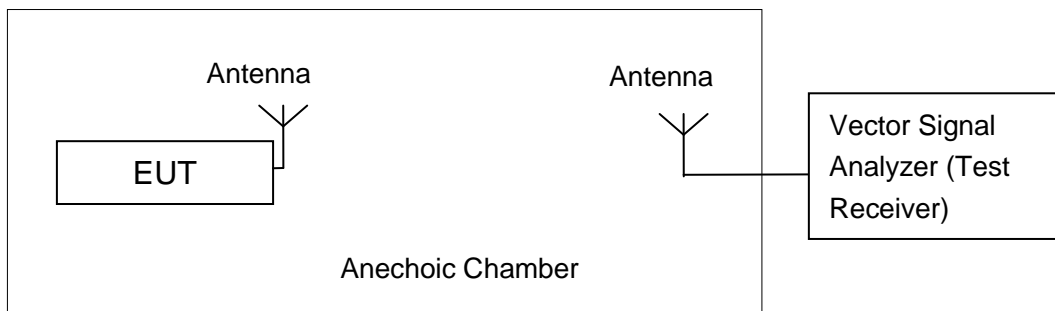 Antenna
Antenna
EUT
Vector Signal
Analyzer (Test
Receiver)
Anechoic Chamber